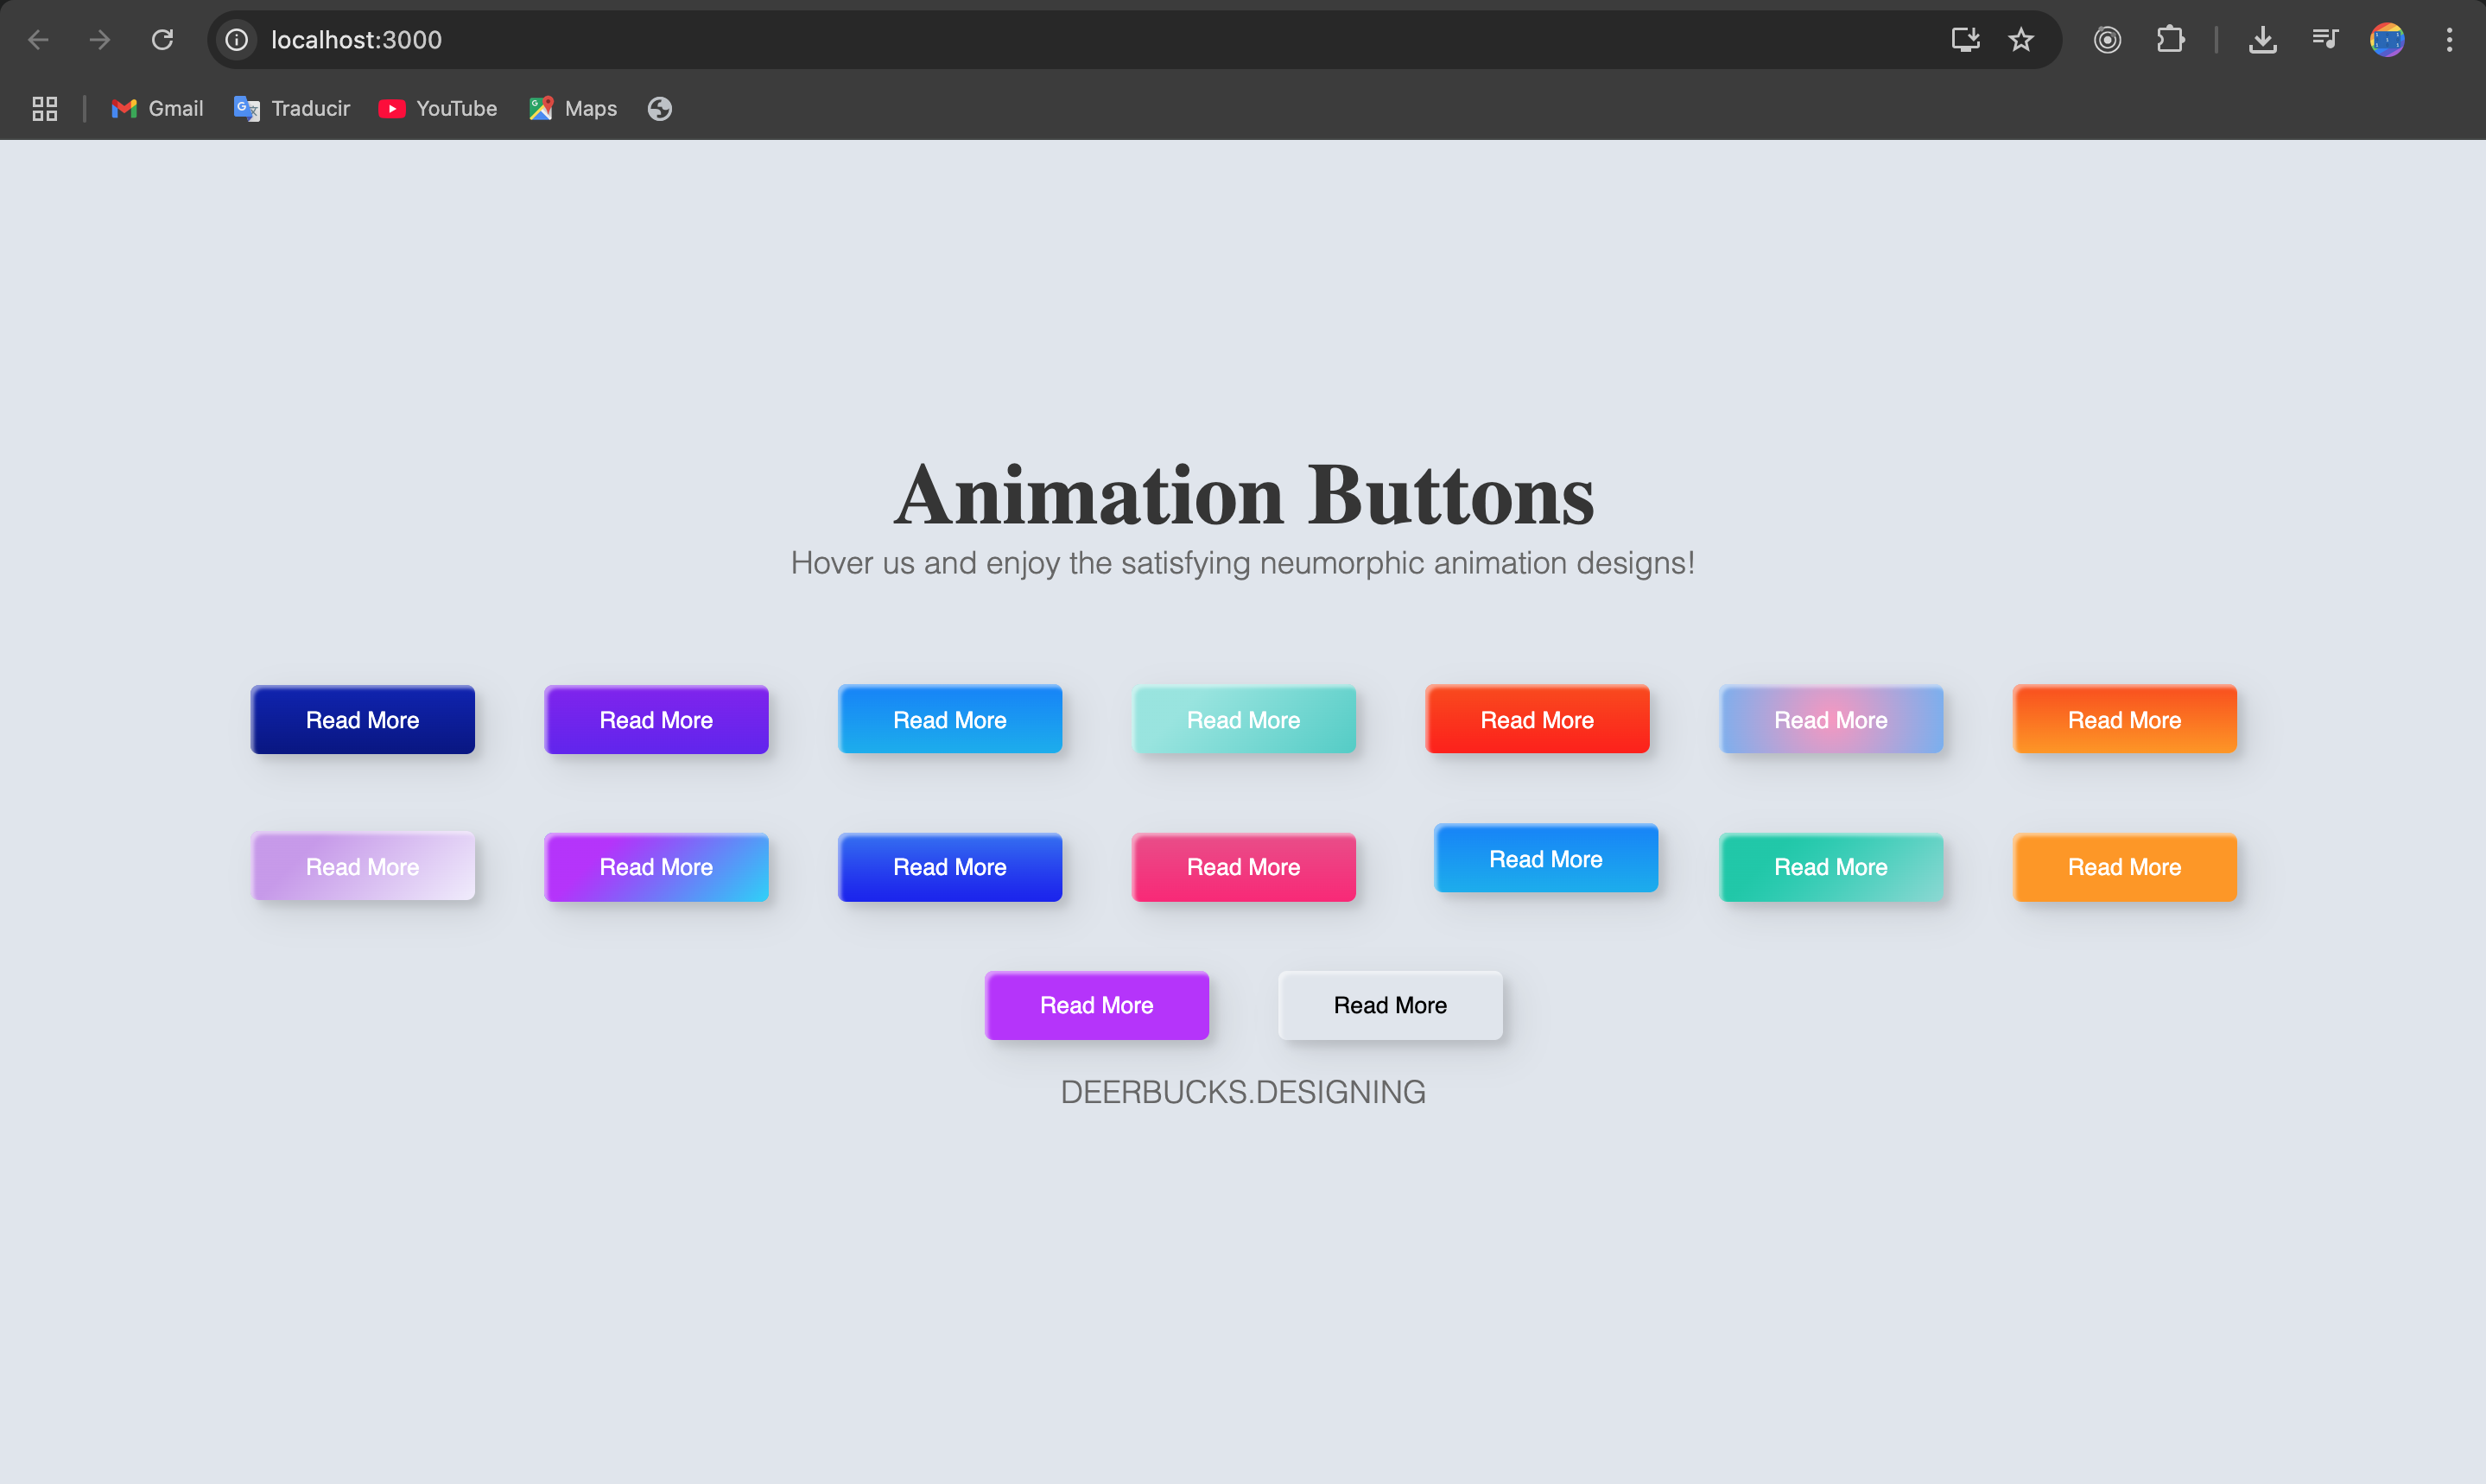 localhost:3000
Gmail Traducir YouTube Maps
Animation Buttons
Hover us and enjoy the satisfying neumorphic animation designs!
Read More Read More Read More Read More Read More Read More Read More
Read More Read More Read More Read More Read More Read More Read More
Read More Read More
DEERBUCKS.DESIGNING